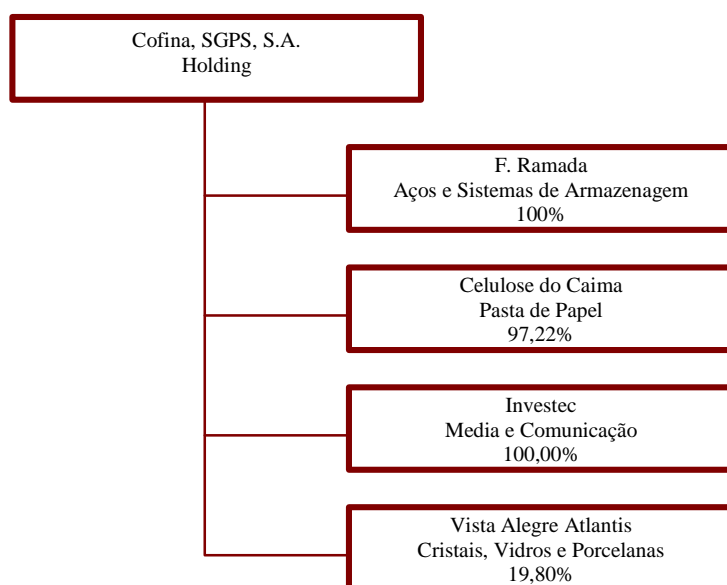 Cofina, SGPS, S.A.
Holding
F. Ramada
Aços e Sistemas de Armazenagem
100%
Celulose do Caima
Pasta de Papel
97,22%
Investec
Media e Comunicação
100,00%
Vista Alegre Atlantis
Cristais, Vidros e Porcelanas
19,80%